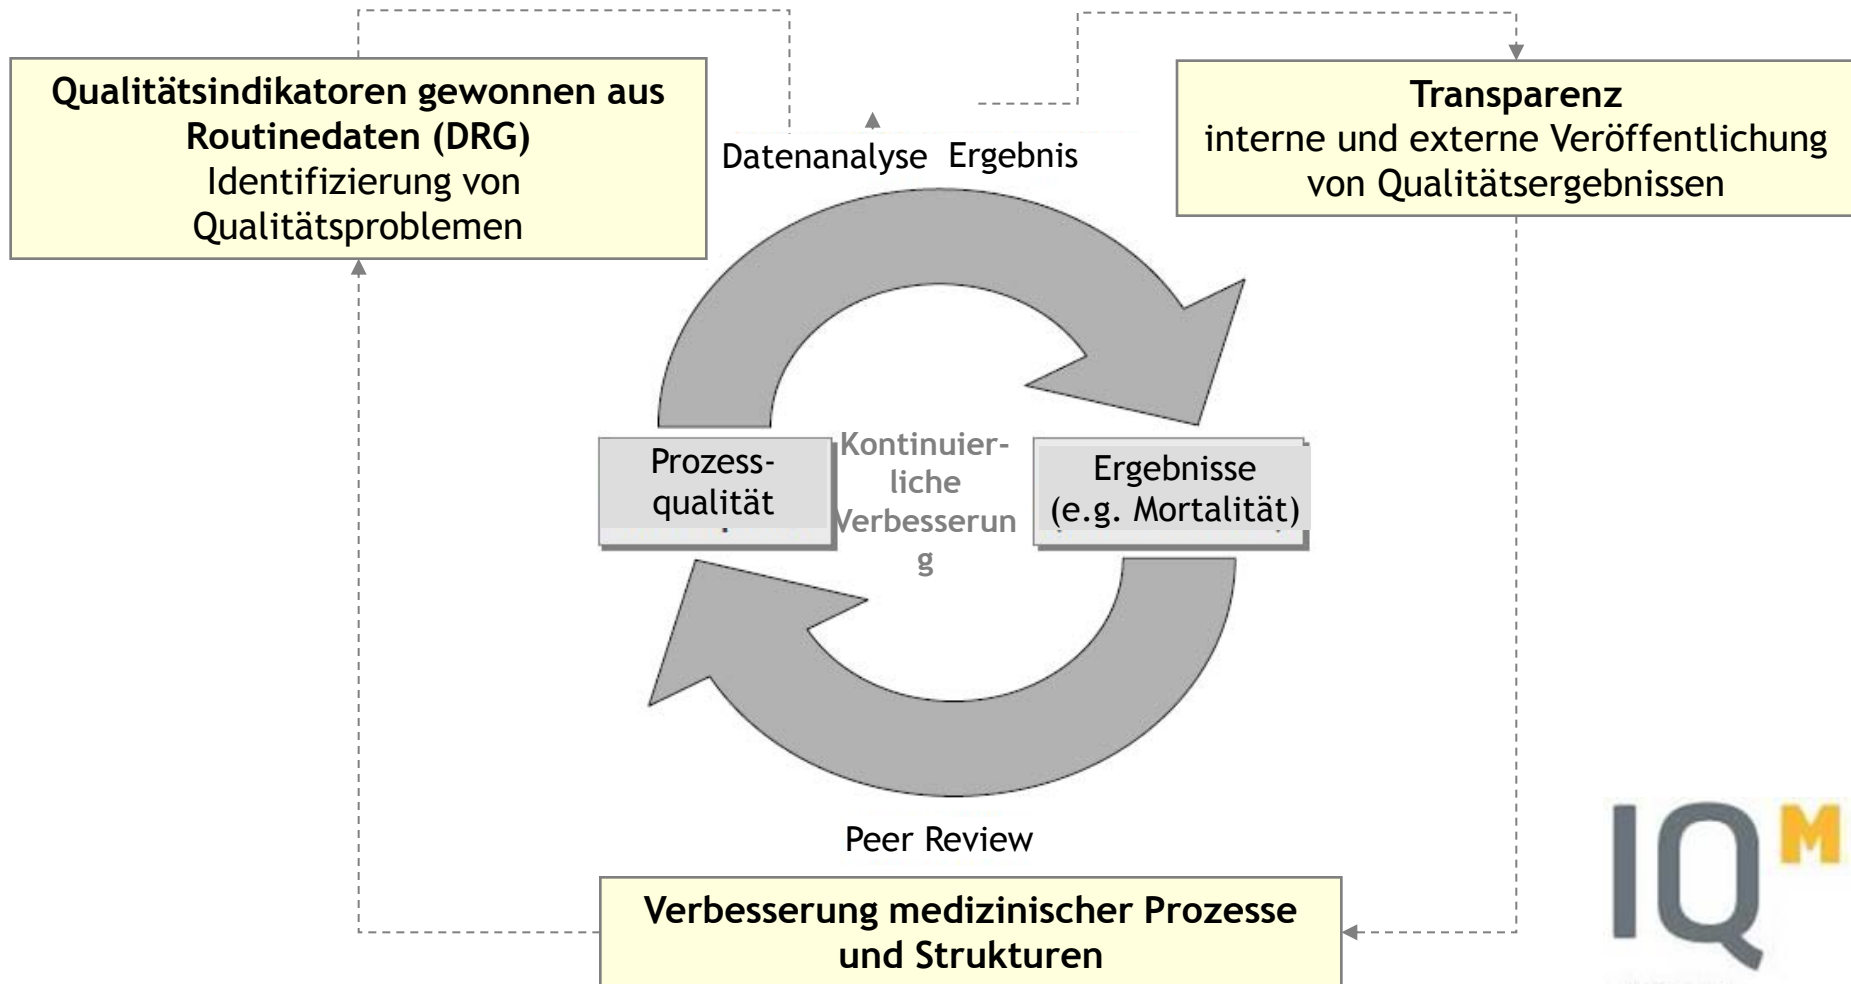 Qualitätsindikatoren gewonnen aus
Routinedaten (DRG)
Identifizierung von
Qualitätsproblemen
Transparenz
interne und externe Veröffentlichung
von Qualitätsergebnissen
Datenanalyse Ergebnis
Prozess-
qualität
Kontinuier-
liche
Verbesserun
g
Ergebnisse
(e.g. Mortalität)
Peer Review
Verbesserung medizinischer Prozesse
und Strukturen
IQM